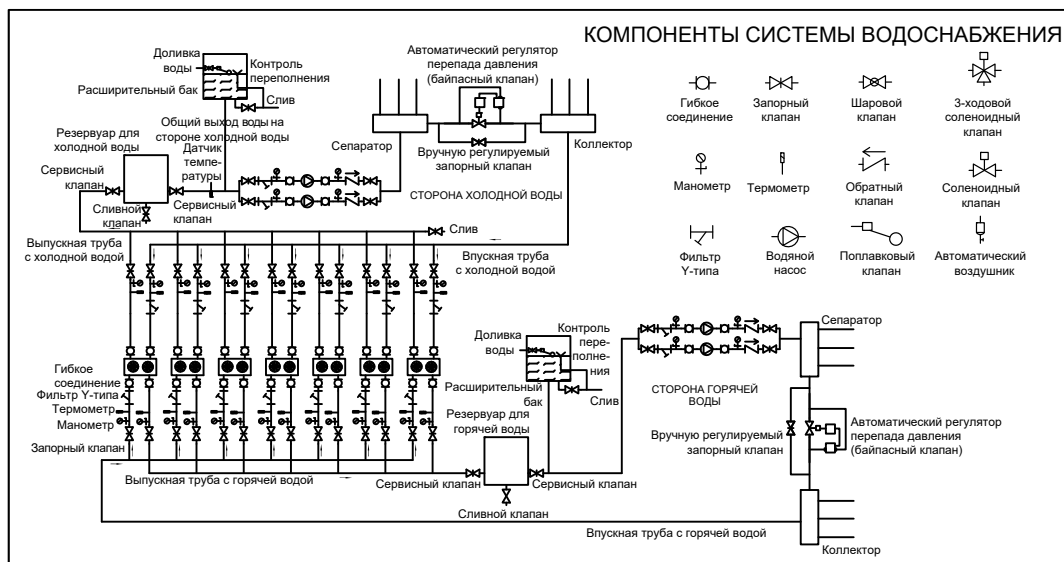 КОМПОНЕНТЫ СИСТЕМЫ ВОДОСНАБЖЕНИЯ
Доливка
воды
Контроль
переполнения
Расширительный бак
Слив
Общий выход воды на
стороне холодной воды
Автоматический регулятор
перепада давления
(байпасный клапан)
Резервуар для
холодной воды
Датчик
темпе-
ратуры
Сепаратор
Вручную регулируемый
запорный клапан
Коллектор
Сервисный
клапан
Сервисный
клапан
Сливной
клапан
СТОРОНА ХОЛОДНОЙ ВОДЫ
Слив
Выпускная труба
с холодной водой
Впускная труба
с холодной водой
Гибкое
соединение
Запорный
клапан
Шаровой
клапан
3-ходовой
соленоидный
клапан
Манометр
Термометр
Обратный
клапан
Соленоидный
клапан
Фильтр
Y-типа
Водяной
насос
Поплавковый
клапан
Автоматический
воздушник
Гибкое
соединение
Фильтр Y-типа
Термометр
Манометр
Запорный клапан
Доливка
воды
Контроль
пере-
полне-
ния
Расширительный
бак
Слив
Резервуар для
горячей воды
Сепаратор
СТОРОНА ГОРЯЧЕЙ
ВОДЫ
Вручную регулируемый
запорный клапан
Автоматический регулятор
перепада давления
(байпасный клапан)
Выпускная труба с горячей водой
Сервисный клапан
Сервисный клапан
Сливной клапан
Впускная труба с горячей водой
Коллектор